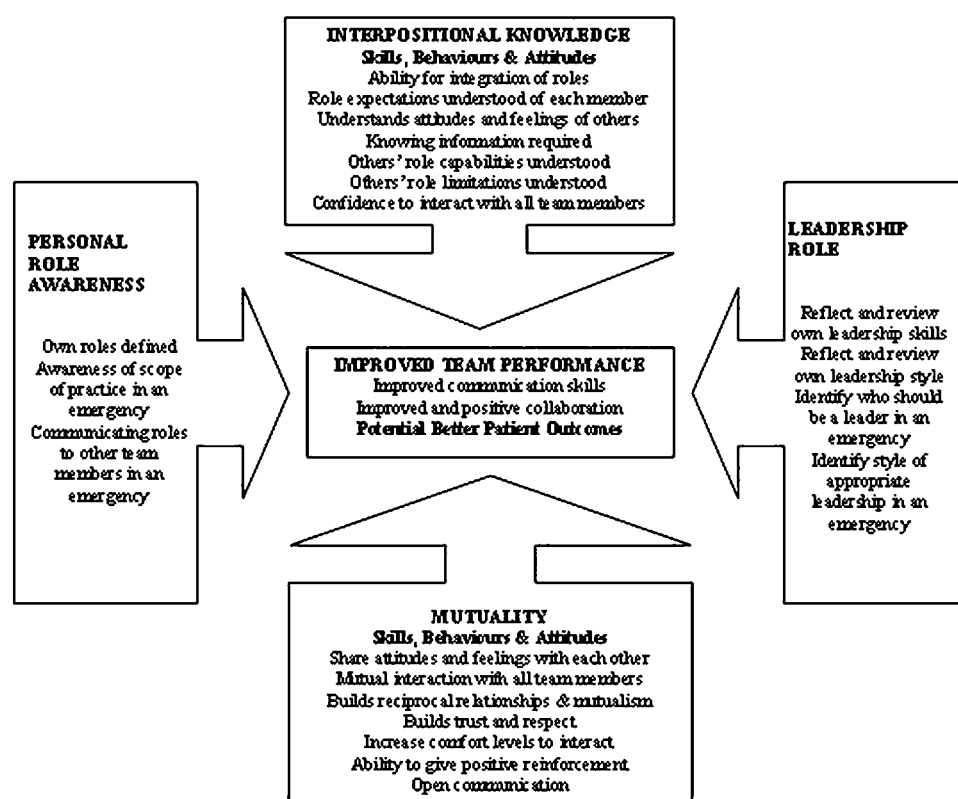 INTERPOSITIONAL KNOWLEDGE
Skills, Behaviours & Attitudes
Ability for integration of roles
Role expectations understood of each member
Understands attitudes and feelings of others
Knowing information required
Others' role capabilities understood
Others' role limitations understood
Confidence to interact with all team members
PERSONAL
ROLE
AWARENESS
Own roles defined
Awareness of scope
of practice in an
emergency
Communicating roles
to other team
members in an
emergency
IMPROVED TEAM PERFORMANCE
Improved communication skills
Improved and positive collaboration
Potential Better Patient Outcomes
LEADERSHIP
ROLE
Reflect and review
own leadership skills
Reflect and review
own leadership style
Identify who should
be a leader in an
emergency
Identify style of
appropriate
leadership in an
emergency
MUTUALITY
Skills, Behaviours & Attitudes
Share attitudes and feelings with each other
Mutual interaction with all team members
Builds reciprocal relationships & mutualism
Builds trust and respect
Increase comfort levels to interact
Ability to give positive reinforcement
Open communication